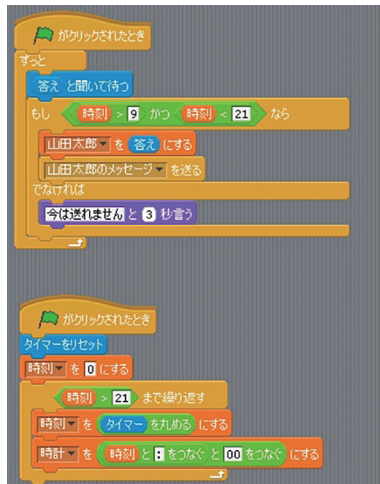 がクリックされたとき
ずっと
答え と聞いて待つ
もし 時刻 > 9 かつ 時刻 < 21 なら
山田太郎 を 答え にする
山田太郎のメッセージ を送る
でなければ
今は送れません と 3 秒言う
がクリックされたとき
タイマーをリセット
時刻 を 0 にする
時刻 > 21 まで繰り返す
時刻 を タイマー を丸める にする
時計 を 時刻 と : をつなぐ と 00 をつなぐ にする